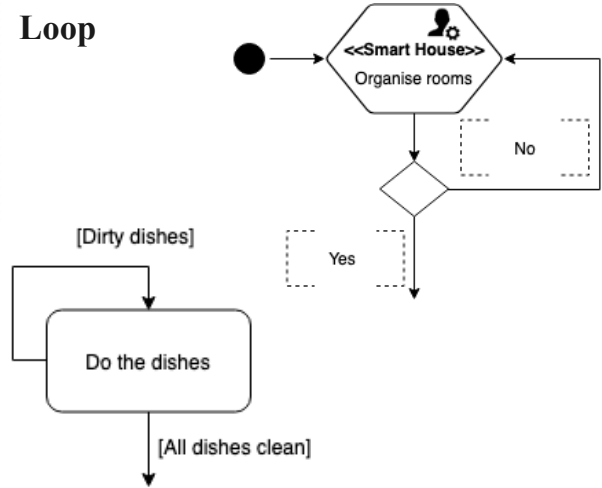 Loop
<<Smart House>>
Organise rooms
No
Yes
[Dirty dishes]
Do the dishes
[All dishes clean]